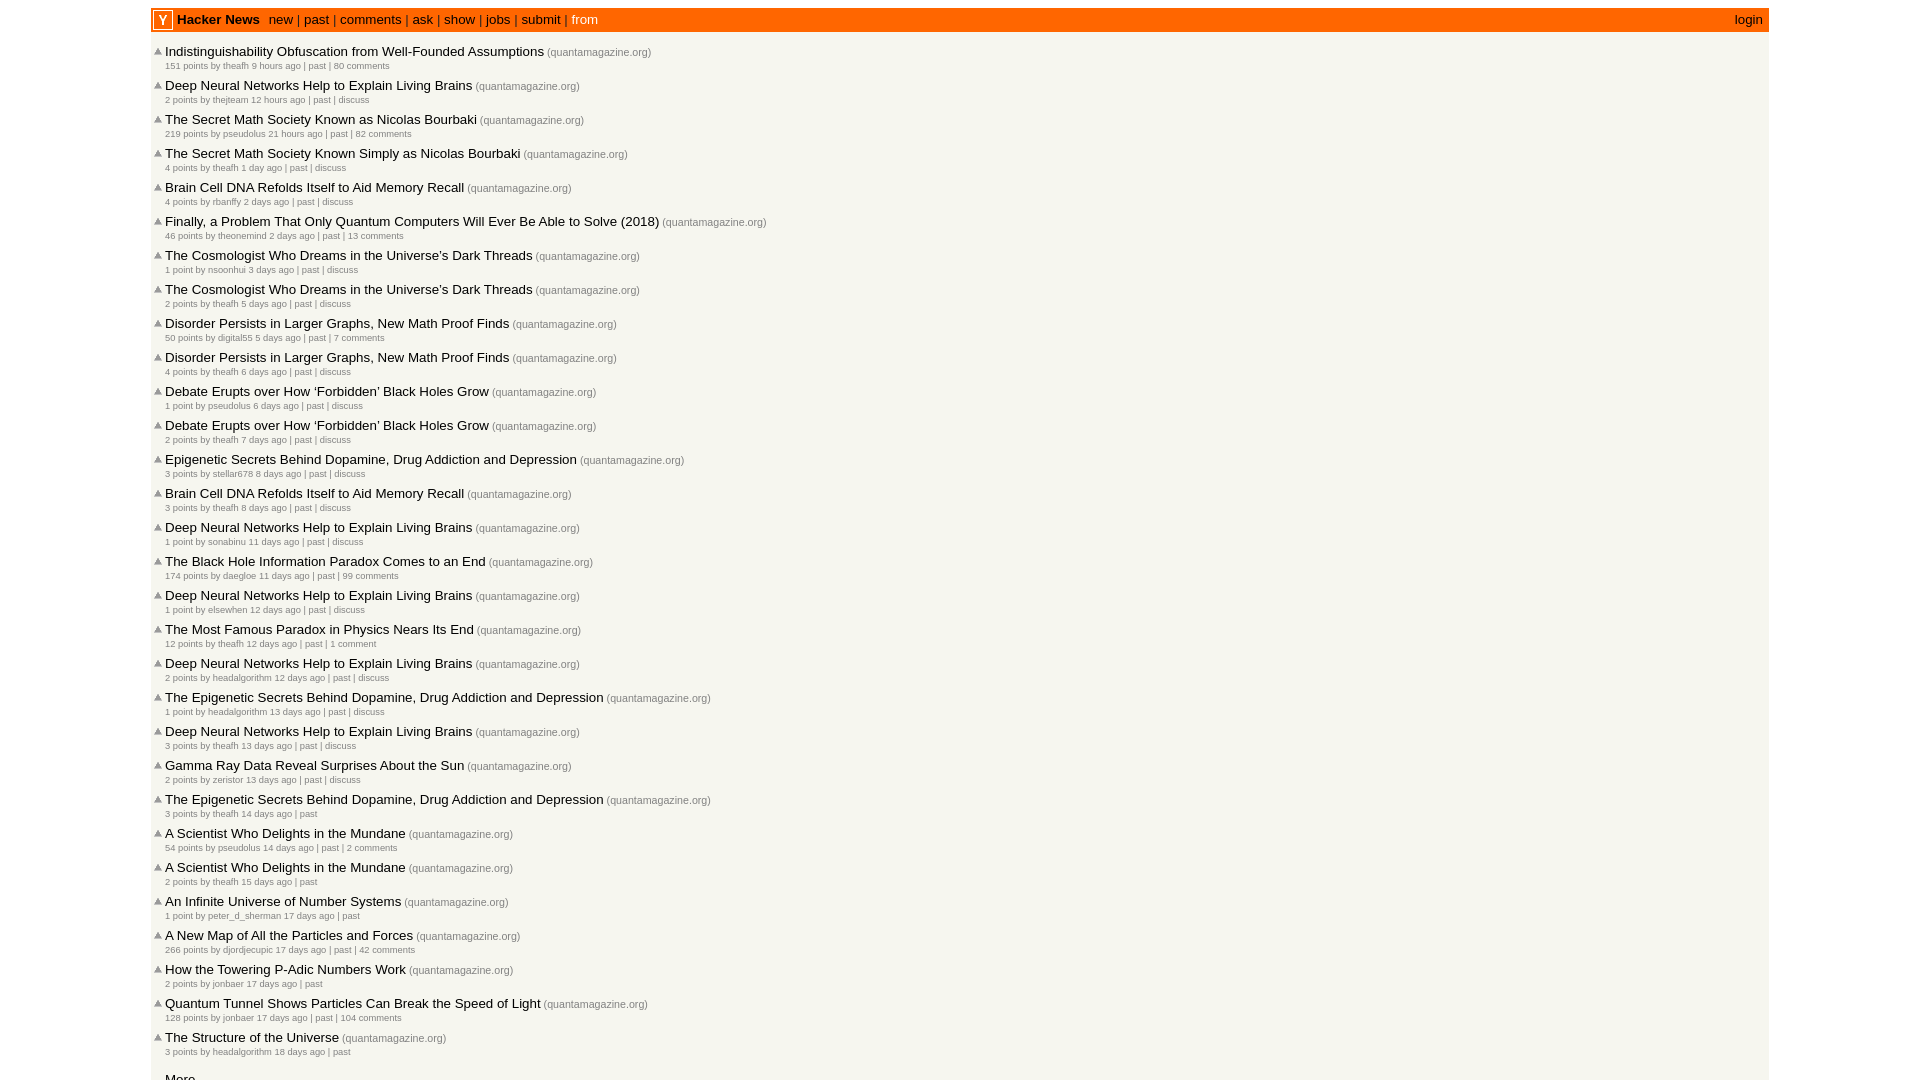 Y Hacker News new | past | comments | ask | show | jobs | submit | from login
Indistinguishability Obfuscation from Well-Founded Assumptions (quantamagazine.org)
151 points by theafh 9 hours ago | past | 80 comments
Deep Neural Networks Help to Explain Living Brains (quantamagazine.org)
2 points by thejteam 12 hours ago | past | discuss
The Secret Math Society Known as Nicolas Bourbaki (quantamagazine.org)
219 points by pseudolus 21 hours ago | past | 82 comments
The Secret Math Society Known Simply as Nicolas Bourbaki (quantamagazine.org)
4 points by theafh 1 day ago | past | discuss
Brain Cell DNA Refolds Itself to Aid Memory Recall (quantamagazine.org)
4 points by rbanffy 2 days ago | past | discuss
Finally, a Problem That Only Quantum Computers Will Ever Be Able to Solve (2018) (quantamagazine.org)
46 points by theonemind 2 days ago | past | 13 comments
The Cosmologist Who Dreams in the Universe’s Dark Threads (quantamagazine.org)
1 point by nsoonhui 3 days ago | past | discuss
The Cosmologist Who Dreams in the Universe’s Dark Threads (quantamagazine.org)
2 points by theafh 5 days ago | past | discuss
Disorder Persists in Larger Graphs, New Math Proof Finds (quantamagazine.org)
50 points by digital55 5 days ago | past | 7 comments
Disorder Persists in Larger Graphs, New Math Proof Finds (quantamagazine.org)
4 points by theafh 6 days ago | past | discuss
Debate Erupts over How ‘Forbidden’ Black Holes Grow (quantamagazine.org)
1 point by pseudolus 6 days ago | past | discuss
Debate Erupts over How ‘Forbidden’ Black Holes Grow (quantamagazine.org)
2 points by theafh 7 days ago | past | discuss
Epigenetic Secrets Behind Dopamine, Drug Addiction and Depression (quantamagazine.org)
3 points by stellar678 8 days ago | past | discuss
Brain Cell DNA Refolds Itself to Aid Memory Recall (quantamagazine.org)
3 points by theafh 8 days ago | past | discuss
Deep Neural Networks Help to Explain Living Brains (quantamagazine.org)
1 point by sonabinu 11 days ago | past | discuss
The Black Hole Information Paradox Comes to an End (quantamagazine.org)
174 points by daegloe 11 days ago | past | 99 comments
Deep Neural Networks Help to Explain Living Brains (quantamagazine.org)
1 point by elsewhen 12 days ago | past | discuss
The Most Famous Paradox in Physics Nears Its End (quantamagazine.org)
12 points by theafh 12 days ago | past | 1 comment
Deep Neural Networks Help to Explain Living Brains (quantamagazine.org)
2 points by headalgorithm 12 days ago | past | discuss
The Epigenetic Secrets Behind Dopamine, Drug Addiction and Depression (quantamagazine.org)
1 point by headalgorithm 13 days ago | past | discuss
Deep Neural Networks Help to Explain Living Brains (quantamagazine.org)
3 points by theafh 13 days ago | past | discuss
Gamma Ray Data Reveal Surprises About the Sun (quantamagazine.org)
2 points by zeristor 13 days ago | past | discuss
The Epigenetic Secrets Behind Dopamine, Drug Addiction and Depression (quantamagazine.org)
3 points by theafh 14 days ago | past
A Scientist Who Delights in the Mundane (quantamagazine.org)
54 points by pseudolus 14 days ago | past | 2 comments
A Scientist Who Delights in the Mundane (quantamagazine.org)
2 points by theafh 15 days ago | past
An Infinite Universe of Number Systems (quantamagazine.org)
1 point by peter_d_sherman 17 days ago | past
A New Map of All the Particles and Forces (quantamagazine.org)
266 points by djordjecupic 17 days ago | past | 42 comments
How the Towering P-Adic Numbers Work (quantamagazine.org)
2 points by jonbaer 17 days ago | past
Quantum Tunnel Shows Particles Can Break the Speed of Light (quantamagazine.org)
128 points by jonbaer 17 days ago | past | 104 comments
The Structure of the Universe (quantamagazine.org)
3 points by headalgorithm 18 days ago | past
More